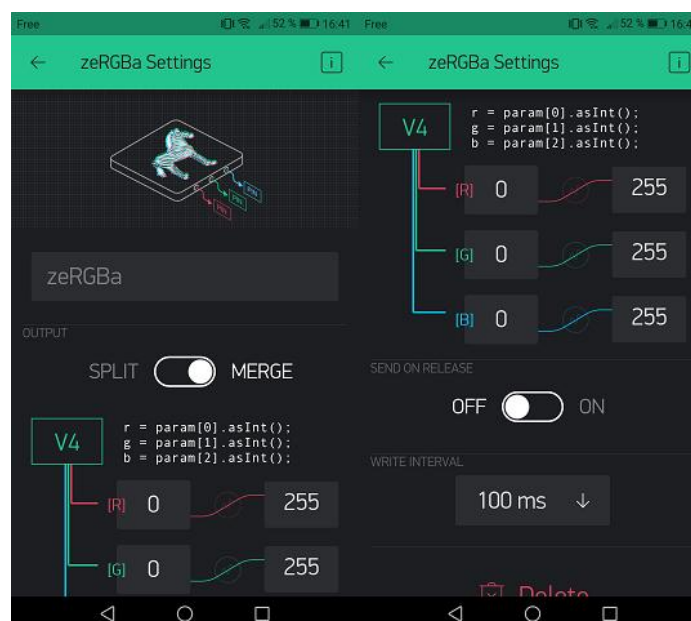 Free 52 % 16:41
zeRGBa Settings i
PIN
PIN
PIN
zeRGBa
OUTPUT
SPLIT MERGE
V4
r = param[0].asInt();
g = param[1].asInt();
b = param[2].asInt();
[R] 0 255
[G] 0 255
Free 52 % 16:4
zeRGBa Settings i
V4
r = param[0].asInt();
g = param[1].asInt();
b = param[2].asInt();
[R] 0 255
[G] 0 255
[B] 0 255
SEND ON RELEASE
OFF ON
WRITE INTERVAL
100 ms
Delete